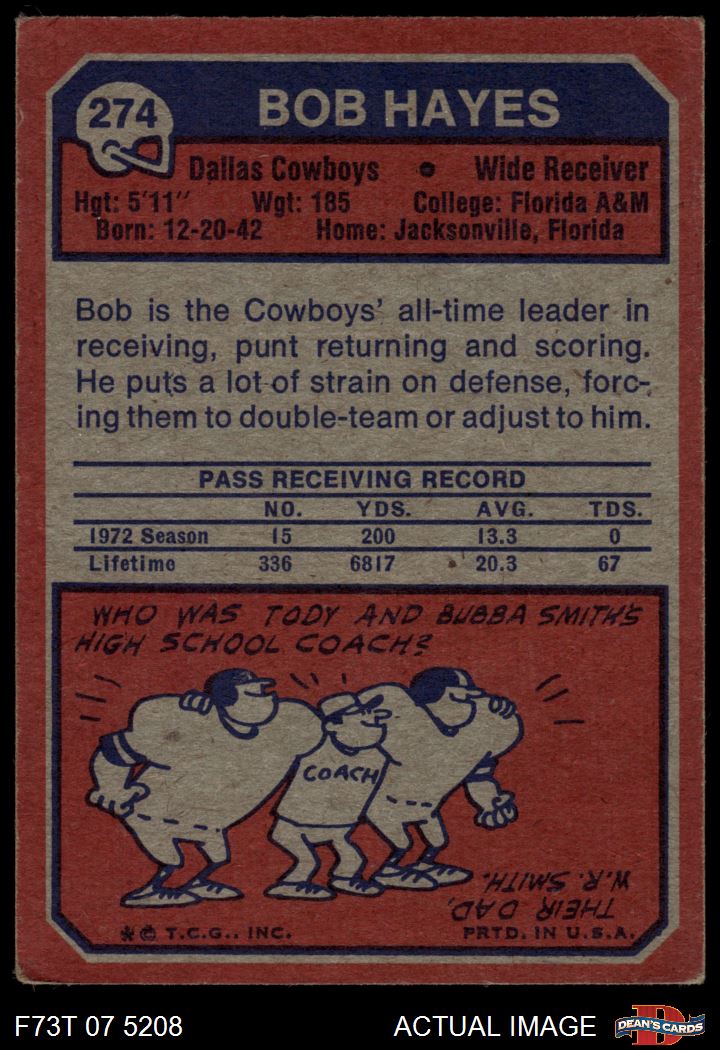 274
BOB HAYES
Dallas Cowboys • Wide Receiver
Hgt: 5'11" Wgt: 185 College: Florida A&M
Born: 12-20-42 Home: Jacksonville, Florida
Bob is the Cowboys' all-time leader in
receiving, punt returning and scoring.
He puts a lot of strain on defense, forc-
ing them to double-team or adjust to him.
PASS RECEIVING RECORD
NO. YDS. AVG. TDS.
1972 Season 15 200 13.3 0
Lifetime 336 6817 20.3 67
WHO WAS TODY AND BUBBA SMITH'S
HIGH SCHOOL COACH?
COACH
THEIR DAD,
W.R. SMITH.
*© T.C.G., INC. PRTD. IN U.S.A.
F73T 07 5208 ACTUAL IMAGE
D
DEAN'S CARDS